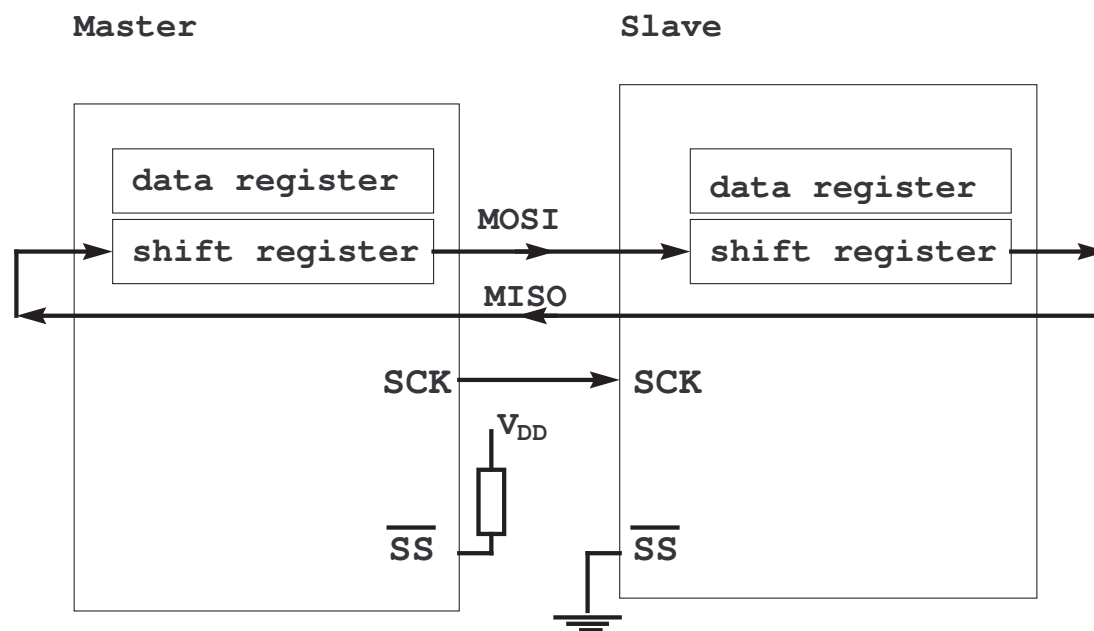 Master
Slave
data register
data register
shift register
MOSI
shift register
MISO
SCK
SCK
VDD
SS
SS